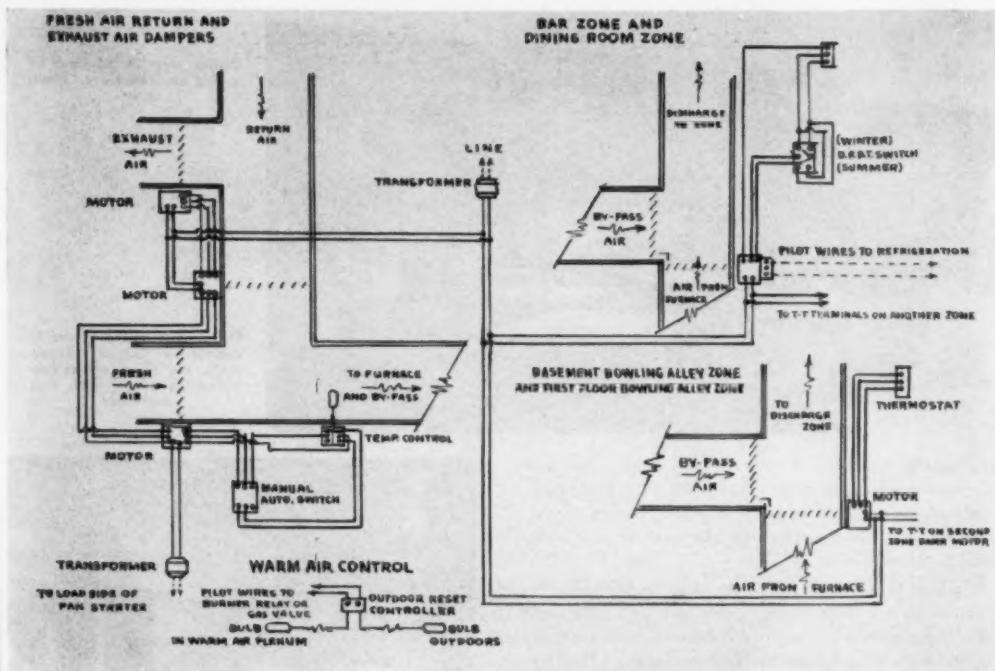 FRESH AIR RETURN AND
EXHAUST AIR DAMPERS
EXHAUST
AIR
RETURN
AIR
MOTOR
MOTOR
FRESH
AIR
TO FURNACE
AND BY-PASS
TEMP. CONTROL
MOTOR
MANUAL
AUTO. SWITCH
TRANSFORMER
TO LOAD SIDE OF
FAN STARTER
LINE
TRANSFORMER
WARM AIR CONTROL
PILOT WIRES TO
BURNER RELAY OR
GAS VALVE
OUTDOOR RESET
CONTROLLER
BULB
IN WARM AIR PLENUM
BULB
OUTDOORS
BAR ZONE AND
DINING ROOM ZONE
DISCHARGE
TO ZONE
(WINTER)
D.P.D.T. SWITCH
(SUMMER)
BY-PASS
AIR
AIR FROM
FURNACE
PILOT WIRES TO REFRIGERATION
TO T-T TERMINALS ON ANOTHER ZONE
BASEMENT BOWLING ALLEY ZONE
AND FIRST FLOOR BOWLING ALLEY ZONE
TO
DISCHARGE
ZONE
THERMOSTAT
BY-PASS
AIR
MOTOR
TO T-T ON SECOND
ZONE DAMP. MOTOR
AIR FROM FURNACE